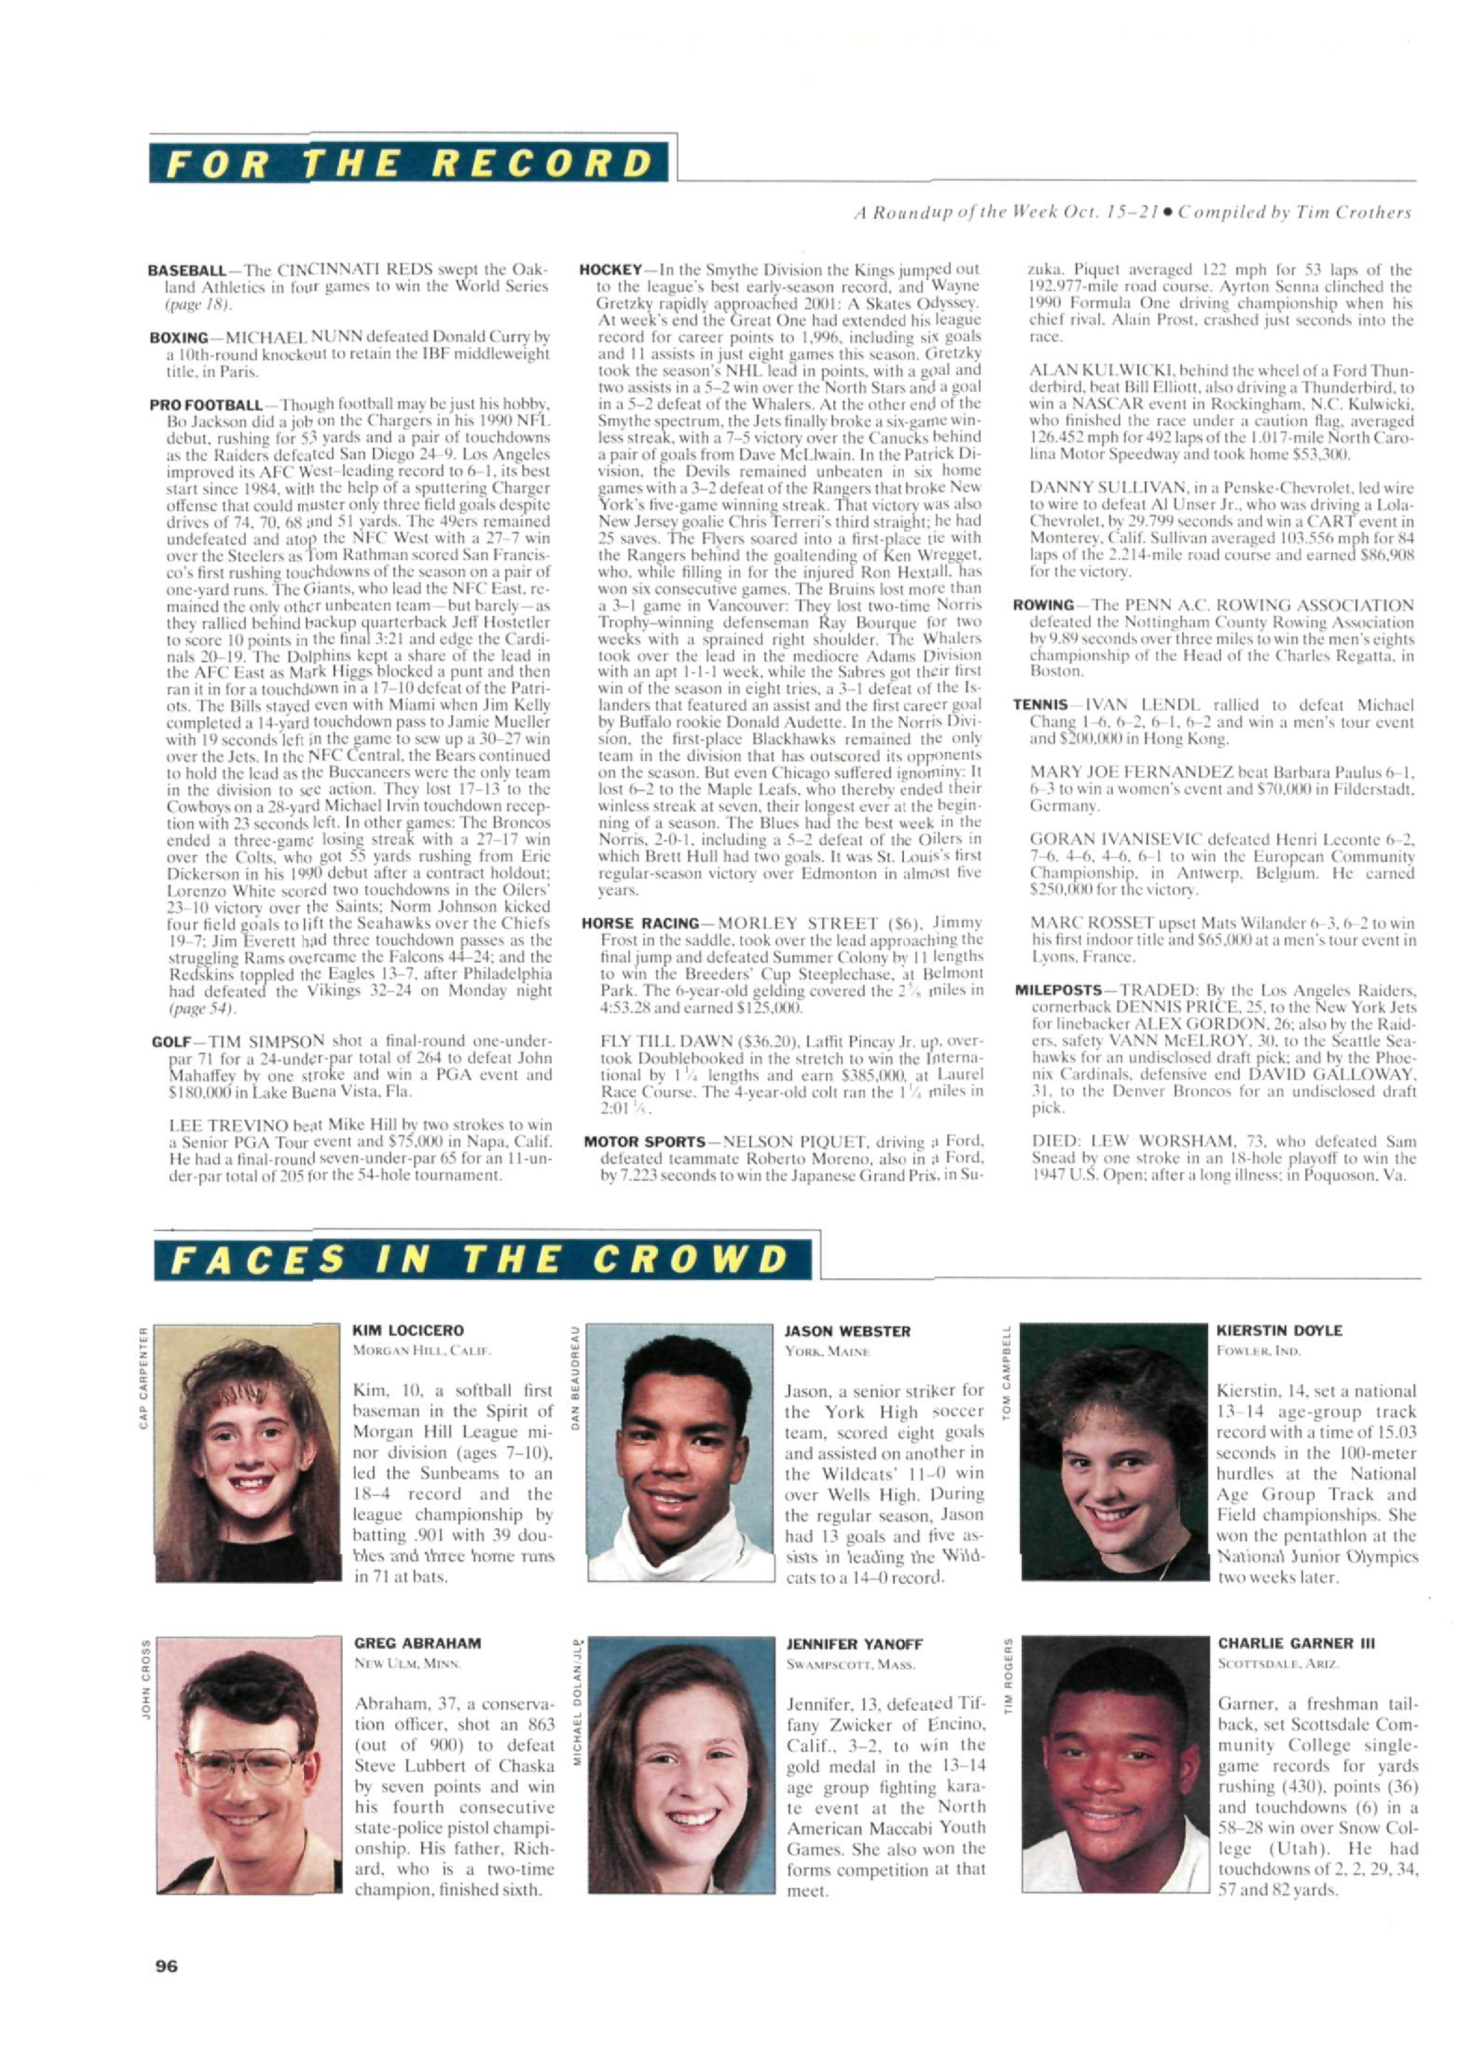 FOR THE RECORD
A Roundup of the Week Oct. 15–21 ● Compiled by Tim Crothers
BASEBALL—The CINCINNATI REDS swept the Oak-
land Athletics in four games to win the World Series
(page 18).
BOXING—MICHAEL NUNN defeated Donald Curry by
a 10th-round knockout to retain the IBF middleweight
title, in Paris.
PRO FOOTBALL—Though football may be just his hobby,
Bo Jackson did a job on the Chargers in his 1990 NFL
debut, rushing for 53 yards and a pair of touchdowns
as the Raiders defeated San Diego 24–9. Los Angeles
improved its AFC West–leading record to 6–1, its best
start since 1984, with the help of a sputtering Charger
offense that could muster only three field goals despite
drives of 74, 70, 68 and 51 yards. The 49ers remained
undefeated and atop the NFC West with a 27–7 win
over the Steelers as Tom Rathman scored San Francis-
co's first rushing touchdowns of the season on a pair of
one-yard runs. The Giants, who lead the NFC East, re-
mained the only other unbeaten team—but barely—as
they rallied behind backup quarterback Jeff Hostetler
to score 10 points in the final 3:21 and edge the Cardi-
nals 20–19. The Dolphins kept a share of the lead in
the AFC East as Mark Higgs blocked a punt and then
ran it in for a touchdown in a 17–10 defeat of the Patri-
ots. The Bills stayed even with Miami when Jim Kelly
completed a 14-yard touchdown pass to Jamie Mueller
with 19 seconds left in the game to sew up a 30–27 win
over the Jets. In the NFC Central, the Bears continued
to hold the lead as the Buccaneers were the only team
in the division to see action. They lost 17–13 to the
Cowboys on a 28-yard Michael Irvin touchdown recep-
tion with 23 seconds left. In other games: The Broncos
ended a three-game losing streak with a 27–17 win
over the Colts, who got 55 yards rushing from Eric
Dickerson in his 1990 debut after a contract holdout;
Lorenzo White scored two touchdowns in the Oilers'
23–10 victory over the Saints; Norm Johnson kicked
four field goals to lift the Seahawks over the Chiefs
19–7; Jim Everett had three touchdown passes as the
struggling Rams overcame the Falcons 44–24; and the
Redskins toppled the Eagles 13–7, after Philadelphia
had defeated the Vikings 32–24 on Monday night
(page 54).
GOLF—TIM SIMPSON shot a final-round one-under-
par 71 for a 24-under-par total of 264 to defeat John
Mahaffey by one stroke and win a PGA event and
$180,000 in Lake Buena Vista, Fla.
LEE TREVINO beat Mike Hill by two strokes to win
a Senior PGA Tour event and $75,000 in Napa, Calif.
He had a final-round seven-under-par 65 for an 11-un-
der-par total of 205 for the 54-hole tournament.
HOCKEY—In the Smythe Division the Kings jumped out
to the league's best early-season record, and Wayne
Gretzky rapidly approached 2001: A Skates Odyssey.
At week's end the Great One had extended his league
record for career points to 1,996, including six goals
and 11 assists in just eight games this season. Gretzky
took the season's NHL lead in points, with a goal and
two assists in a 5–2 win over the North Stars and a goal
in a 5–2 defeat of the Whalers. At the other end of the
Smythe spectrum, the Jets finally broke a six-game win-
less streak, with a 7–5 victory over the Canucks behind
a pair of goals from Dave McLlwain. In the Patrick Di-
vision, the Devils remained unbeaten in six home
games with a 3–2 defeat of the Rangers that broke New
York's five-game winning streak. That victory was also
New Jersey goalie Chris Terreri's third straight; he had
25 saves. The Flyers soared into a first-place tie with
the Rangers behind the goaltending of Ken Wregget,
who, while filling in for the injured Ron Hextall, has
won six consecutive games. The Bruins lost more than
a 3–1 game in Vancouver: They lost two-time Norris
Trophy–winning defenseman Ray Bourque for two
weeks with a sprained right shoulder. The Whalers
took over the lead in the mediocre Adams Division
with an apt 1-1-1 week, while the Sabres got their first
win of the season in eight tries, a 3–1 defeat of the Is-
landers that featured an assist and the first career goal
by Buffalo rookie Donald Audette. In the Norris Divi-
sion, the first-place Blackhawks remained the only
team in the division that has outscored its opponents
on the season. But even Chicago suffered ignominy: It
lost 6–2 to the Maple Leafs, who thereby ended their
winless streak at seven, their longest ever at the begin-
ning of a season. The Blues had the best week in the
Norris, 2-0-1, including a 5–2 defeat of the Oilers in
which Brett Hull had two goals. It was St. Louis's first
regular-season victory over Edmonton in almost five
years.
HORSE RACING—MORLEY STREET ($6), Jimmy
Frost in the saddle, took over the lead approaching the
final jump and defeated Summer Colony by 11 lengths
to win the Breeders' Cup Steeplechase, at Belmont
Park. The 6-year-old gelding covered the miles in
4:53.28 and earned $125,000.
FLY TILL DAWN ($36.20), Laffit Pincay Jr. up, over-
took Doublebooked in the stretch to win the Interna-
tional by 1¼ lengths and earn $385,000, at Laurel
Race Course. The 4-year-old colt ran the 1¼ miles in
MOTOR SPORTS—NELSON PIQUET, driving a Ford,
defeated teammate Roberto Moreno, also in a Ford,
by 7.223 seconds to win the Japanese Grand Prix, in Su-
zuka. Piquet averaged 122 mph for 53 laps of the
192.977-mile road course. Ayrton Senna clinched the
1990 Formula One driving championship when his
chief rival, Alain Prost, crashed just seconds into the
race.
ALAN KULWICKI, behind the wheel of a Ford Thun-
derbird, beat Bill Elliott, also driving a Thunderbird, to
win a NASCAR event in Rockingham, N.C. Kulwicki,
who finished the race under a caution flag, averaged
126.452 mph for 492 laps of the 1.017-mile North Caro-
lina Motor Speedway and took home $53,300.
DANNY SULLIVAN, in a Penske-Chevrolet, led wire
to wire to defeat Al Unser Jr., who was driving a Lola-
Chevrolet, by 29.799 seconds and win a CART event in
Monterey, Calif. Sullivan averaged 103.556 mph for 84
laps of the 2.214-mile road course and earned $86,908
for the victory.
ROWING—The PENN A.C. ROWING ASSOCIATION
defeated the Nottingham County Rowing Association
by 9.89 seconds over three miles to win the men's eights
championship of the Head of the Charles Regatta, in
Boston.
TENNIS—IVAN LENDL rallied to defeat Michael
Chang 1–6, 6–2, 6–1, 6–2 and win a men's tour event
and $200,000 in Hong Kong.
MARY JOE FERNANDEZ beat Barbara Paulus 6–1,
6–3 to win a women's event and $70,000 in Filderstadt,
Germany.
GORAN IVANISEVIC defeated Henri Leconte 6–2,
7–6, 4–6, 4–6, 6–1 to win the European Community
Championship, in Antwerp, Belgium. He earned
$250,000 for the victory.
MARC ROSSET upset Mats Wilander 6–3, 6–2 to win
his first indoor title and $65,000 at a men's tour event in
Lyons, France.
MILEPOSTS—TRADED: By the Los Angeles Raiders,
cornerback DENNIS PRICE, 25, to the New York Jets
for linebacker ALEX GORDON, 26; also by the Raid-
ers, safety VANN McELROY, 30, to the Seattle Sea-
hawks for an undisclosed draft pick; and by the Phoe-
nix Cardinals, defensive end DAVID GALLOWAY,
31, to the Denver Broncos for an undisclosed draft
pick.
DIED: LEW WORSHAM, 73, who defeated Sam
Snead by one stroke in an 18-hole playoff to win the
1947 U.S. Open; after a long illness; in Poquoson, Va.
FACES IN THE CROWD
CAP CARPENTER
KIM LOCICERO
MORGAN HILL, CALIF.
Kim, 10, a softball first
baseman in the Spirit of
Morgan Hill League mi-
nor division (ages 7–10),
led the Sunbeams to an
18–4 record and the
league championship by
batting .901 with 39 dou-
bles and three home runs
in 71 at bats.
DAN BEAUDREAU
JASON WEBSTER
YORK, MAINE
Jason, a senior striker for
the York High soccer
team, scored eight goals
and assisted on another in
the Wildcats' 11–0 win
over Wells High. During
the regular season, Jason
had 13 goals and five as-
sists in leading the Wild-
cats to a 14–0 record.
TOM CAMPBELL
KIERSTIN DOYLE
FOWLER, IND.
Kierstin, 14, set a national
13–14 age-group track
record with a time of 15.03
seconds in the 100-meter
hurdles at the National
Age Group Track and
Field championships. She
won the pentathlon at the
National Junior Olympics
two weeks later.
JOHN CROSS
GREG ABRAHAM
NEW ULM, MINN.
Abraham, 37, a conserva-
tion officer, shot an 863
(out of 900) to defeat
Steve Lubbert of Chaska
by seven points and win
his fourth consecutive
state-police pistol champi-
onship. His father, Rich-
ard, who is a two-time
champion, finished sixth.
MICHAEL DOLAN/JLP
JENNIFER YANOFF
SWAMPSCOTT, MASS.
Jennifer, 13, defeated Tif-
fany Zwicker of Encino,
Calif., 3–2, to win the
gold medal in the 13–14
age group fighting kara-
te event at the North
American Maccabi Youth
Games. She also won the
forms competition at that
meet.
TIM ROGERS
CHARLIE GARNER III
SCOTTSDALE, ARIZ.
Garner, a freshman tail-
back, set Scottsdale Com-
munity College single-
game records for yards
rushing (430), points (36)
and touchdowns (6) in a
58–28 win over Snow Col-
lege (Utah). He had
touchdowns of 2, 2, 29, 34,
57 and 82 yards.
96